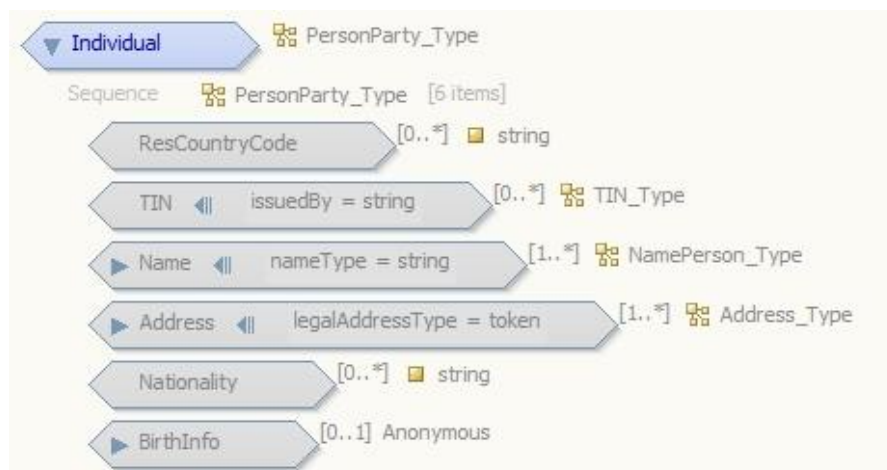 Individual PersonParty_Type
Sequence PersonParty_Type [6 items]
ResCountryCode [0..*] string
TIN issuedBy = string [0..*] TIN_Type
Name nameType = string [1..*] NamePerson_Type
Address legalAddressType = token [1..*] Address_Type
Nationality [0..*] string
BirthInfo [0..1] Anonymous